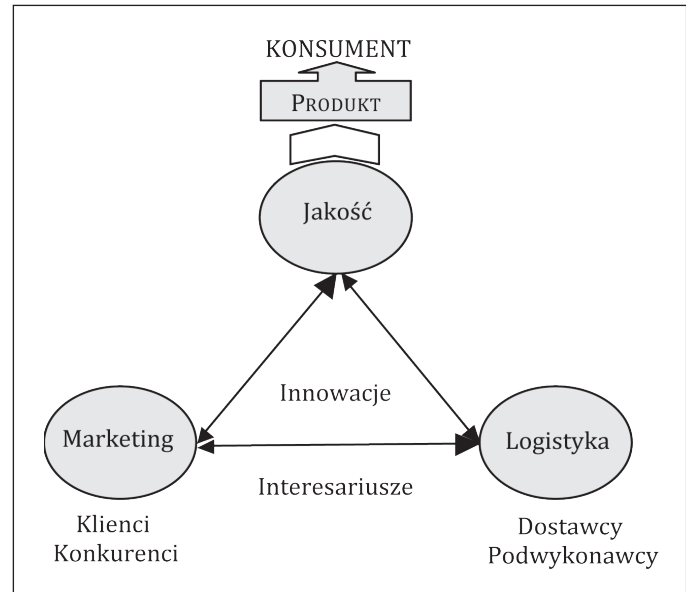 KONSUMENT
PRODUKT
Jakość
Innowacje
Marketing
Logistyka
Interesariusze
Klienci
Konkurenci
Dostawcy
Podwykonawcy